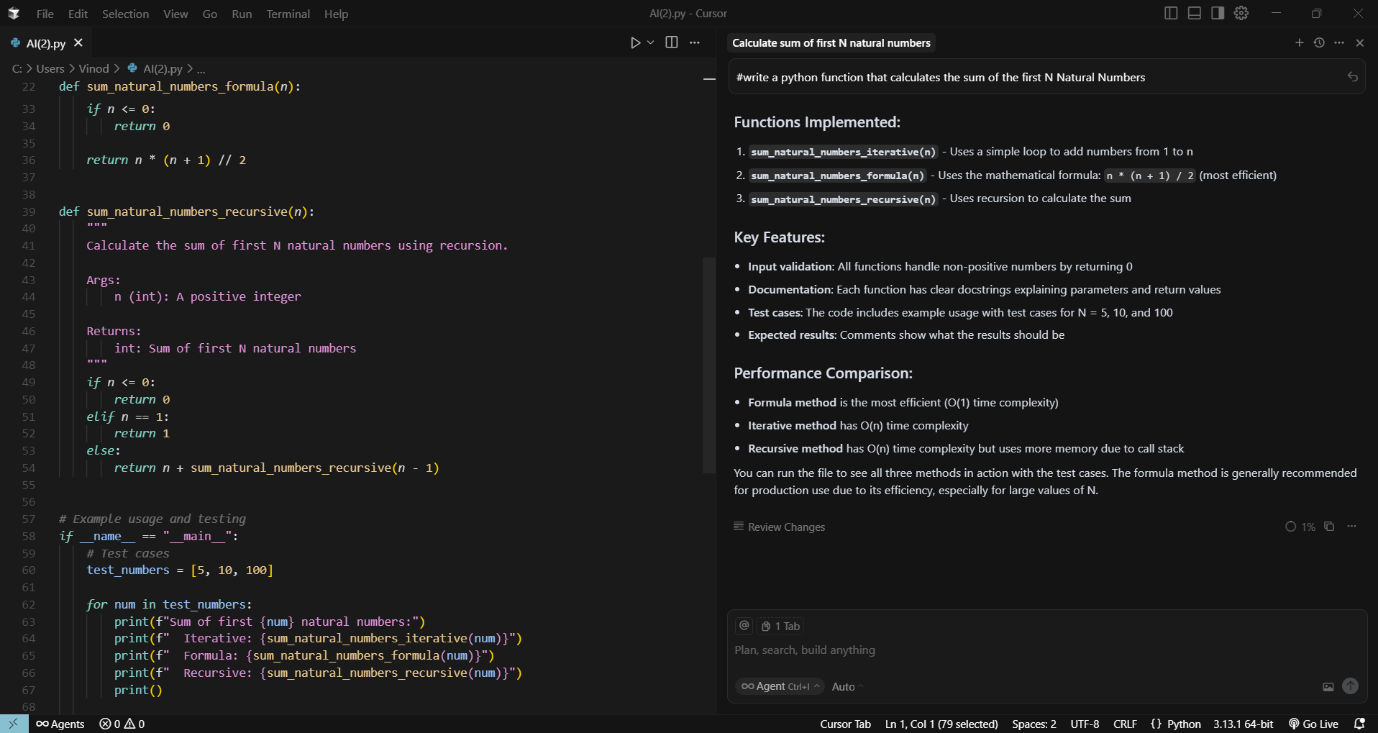 File Edit Selection View Go Run Terminal Help
AI(2).py - Cursor
AI(2).py
C: > Users > Vinod > AI(2).py > ...
22 def sum_natural_numbers_formula(n):
33 if n <= 0:
34 return 0
35
36 return n * (n + 1) // 2
37
38
39 def sum_natural_numbers_recursive(n):
40 """
41 Calculate the sum of first N natural numbers using recursion.
42
43 Args:
44 n (int): A positive integer
45
46 Returns:
47 int: Sum of first N natural numbers
48 """
49 if n <= 0:
50 return 0
51 elif n == 1:
52 return 1
53 else:
54 return n + sum_natural_numbers_recursive(n - 1)
55
56
57 # Example usage and testing
58 if __name__ == "__main__":
59 # Test cases
60 test_numbers = [5, 10, 100]
61
62 for num in test_numbers:
63 print(f"Sum of first {num} natural numbers:")
64 print(f"  Iterative: {sum_natural_numbers_iterative(num)}")
65 print(f"  Formula: {sum_natural_numbers_formula(num)}")
66 print(f"  Recursive: {sum_natural_numbers_recursive(num)}")
67 print()
68
Calculate sum of first N natural numbers
#write a python function that calculates the sum of the first N Natural Numbers
Functions Implemented:
1. sum_natural_numbers_iterative(n) - Uses a simple loop to add numbers from 1 to n
2. sum_natural_numbers_formula(n) - Uses the mathematical formula: n * (n + 1) / 2 (most efficient)
3. sum_natural_numbers_recursive(n) - Uses recursion to calculate the sum
Key Features:
• Input validation: All functions handle non-positive numbers by returning 0
• Documentation: Each function has clear docstrings explaining parameters and return values
• Test cases: The code includes example usage with test cases for N = 5, 10, and 100
• Expected results: Comments show what the results should be
Performance Comparison:
• Formula method is the most efficient (O(1) time complexity)
• Iterative method has O(n) time complexity
• Recursive method has O(n) time complexity but uses more memory due to call stack
You can run the file to see all three methods in action with the test cases. The formula method is generally recommended
for production use due to its efficiency, especially for large values of N.
Review Changes 1%
@ 1 Tab
Plan, search, build anything
Agent Ctrl+I Auto
Agents 0 0 Cursor Tab Ln 1, Col 1 (79 selected) Spaces: 2 UTF-8 CRLF {} Python 3.13.1 64-bit Go Live